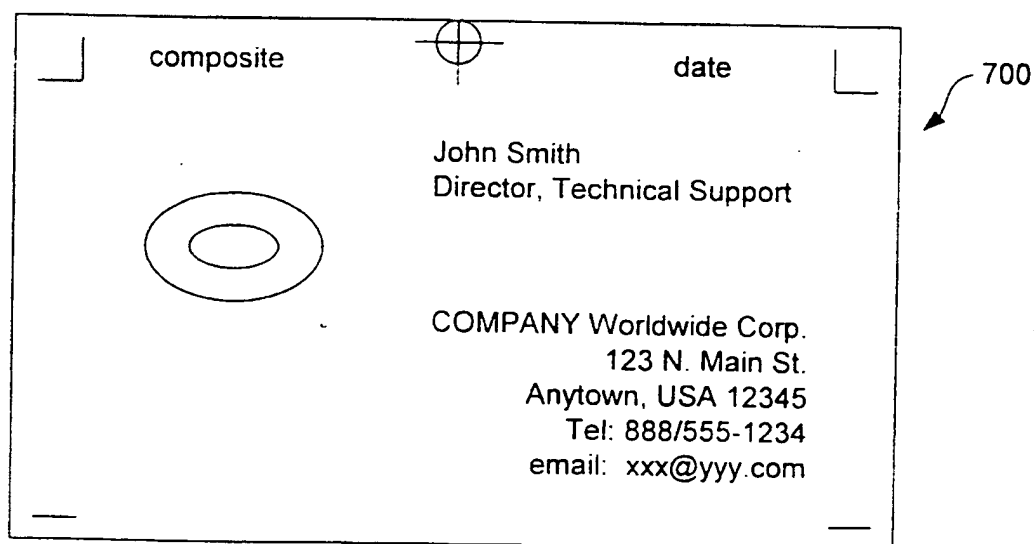 composite
date
700
John Smith
Director, Technical Support
COMPANY Worldwide Corp.
123 N. Main St.
Anytown, USA 12345
Tel: 888/555-1234
email: xxx@yyy.com